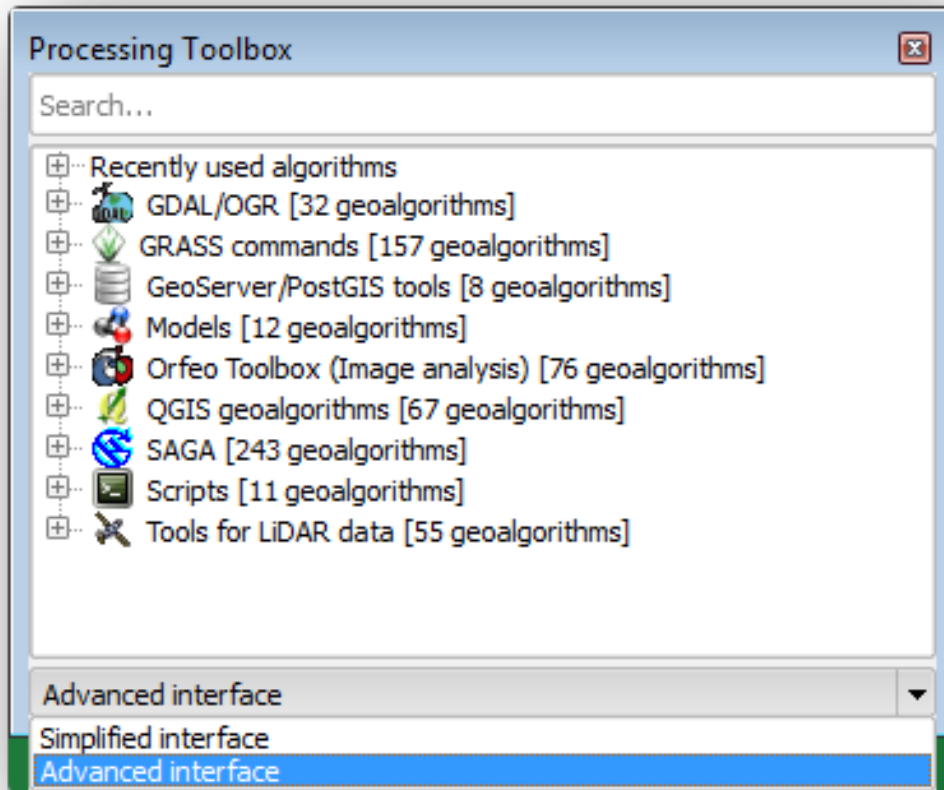 Processing Toolbox
Search...
Recently used algorithms
GDAL/OGR [32 geoalgorithms]
GRASS commands [157 geoalgorithms]
GeoServer/PostGIS tools [8 geoalgorithms]
Models [12 geoalgorithms]
Orfeo Toolbox (Image analysis) [76 geoalgorithms]
QGIS geoalgorithms [67 geoalgorithms]
SAGA [243 geoalgorithms]
Scripts [11 geoalgorithms]
Tools for LiDAR data [55 geoalgorithms]
Advanced interface
Simplified interface
Advanced interface